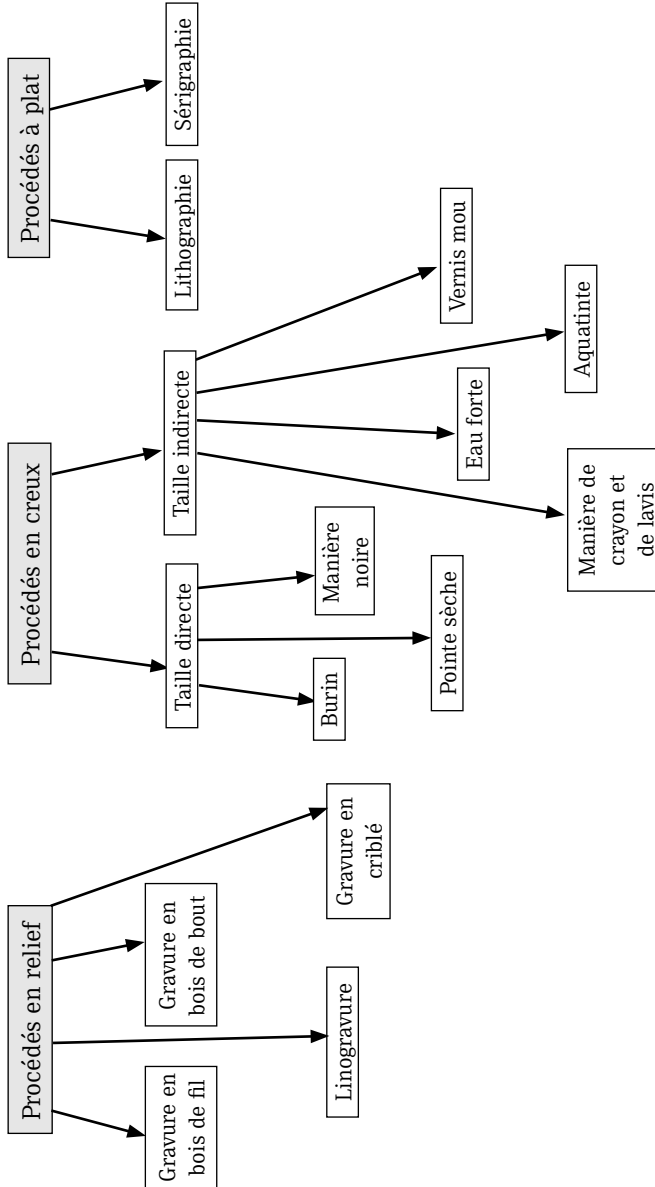 Procédés en relief
Gravure en
bois de fil
Linogravure
Gravure en
bois de bout
Gravure en
criblé
Procédés en creux
Taille directe
Burin
Pointe sèche
Manière
noire
Taille indirecte
Manière de
crayon et
de lavis
Eau forte
Aquatinte
Vernis mou
Procédés à plat
Lithographie
Sérigraphie